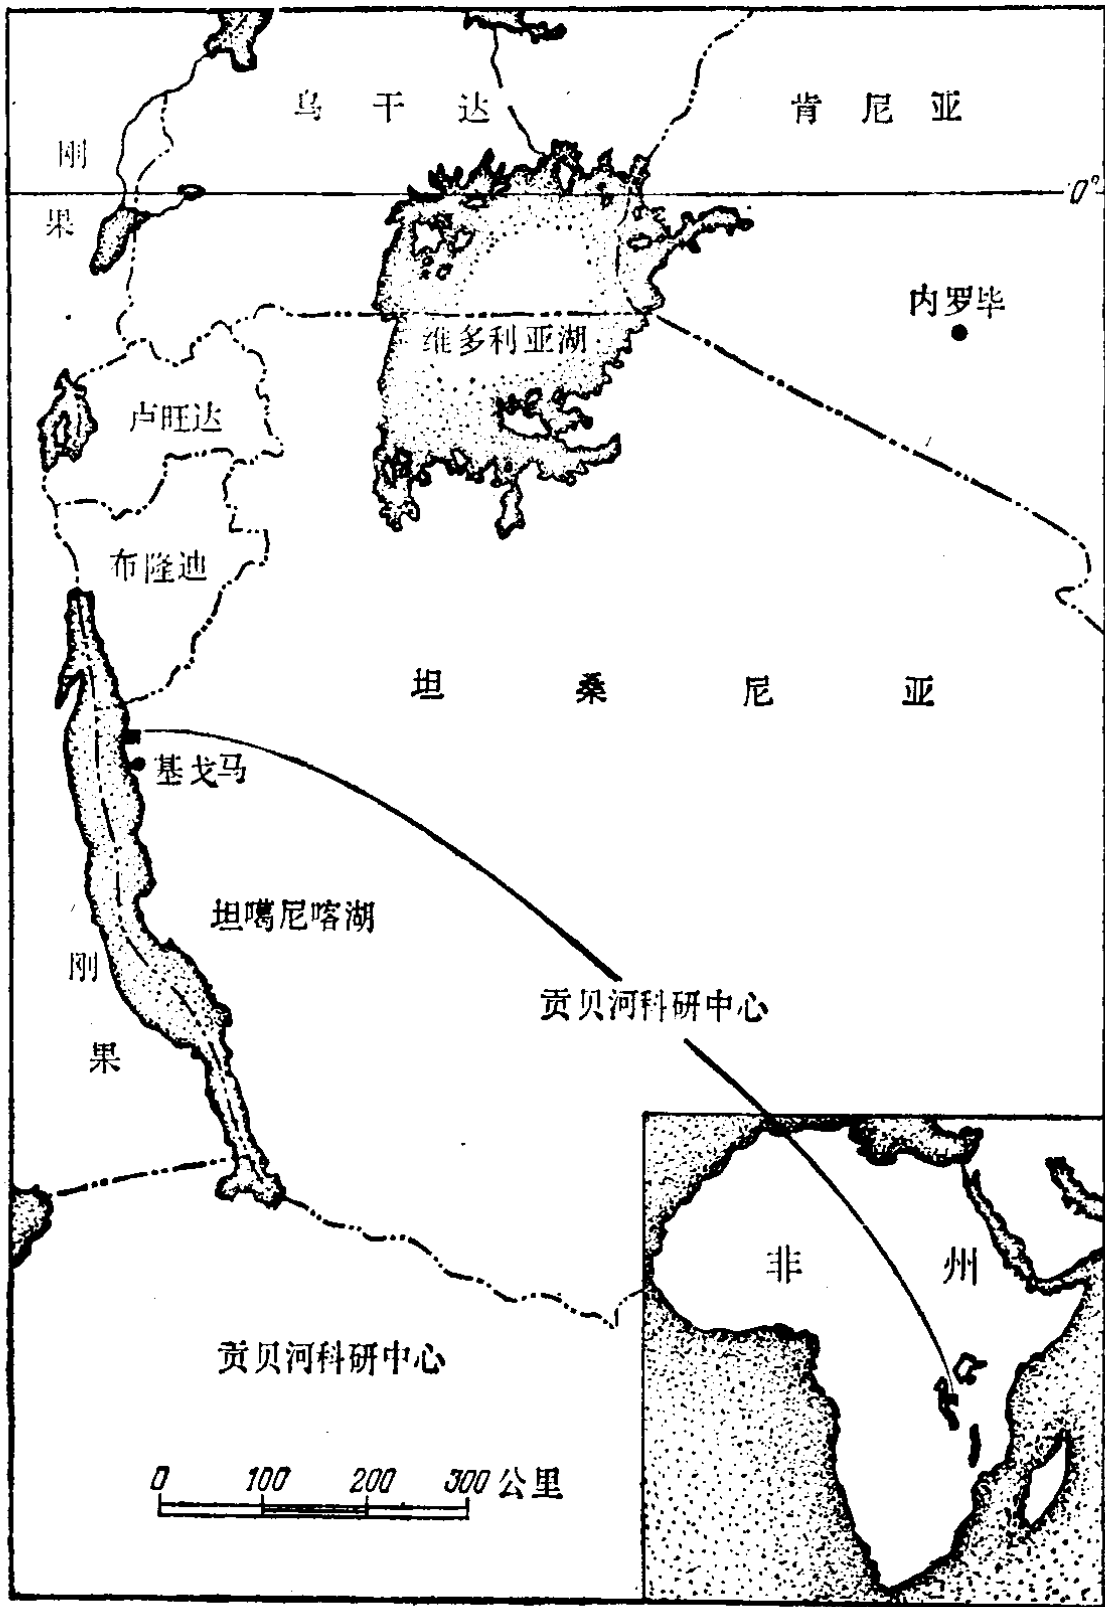 乌干达
肯尼亚
刚果
0°
内罗毕
维多利亚湖
卢旺达
布隆迪
坦桑尼亚
基戈马
坦噶尼喀湖
刚果
贡贝河科研中心
非州
贡贝河科研中心
0 100 200 300 公里